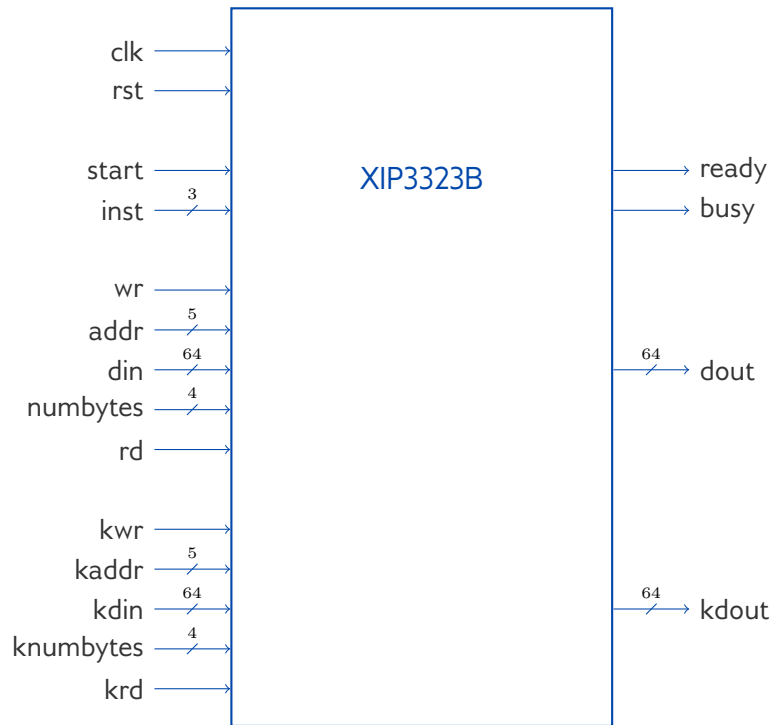 clk
rst
start
3
inst
XIP3323B
ready
busy
wr
5
addr
64
din
4
numbytes
rd
64
dout
kwr
5
kaddr
64
kdin
4
knumbytes
krd
64
kdout